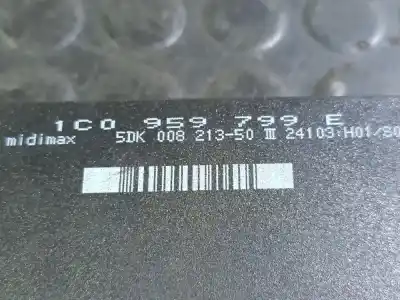 1C0 959 799 E
midimax 5DK 008 213-50 III 24103:H01/S0